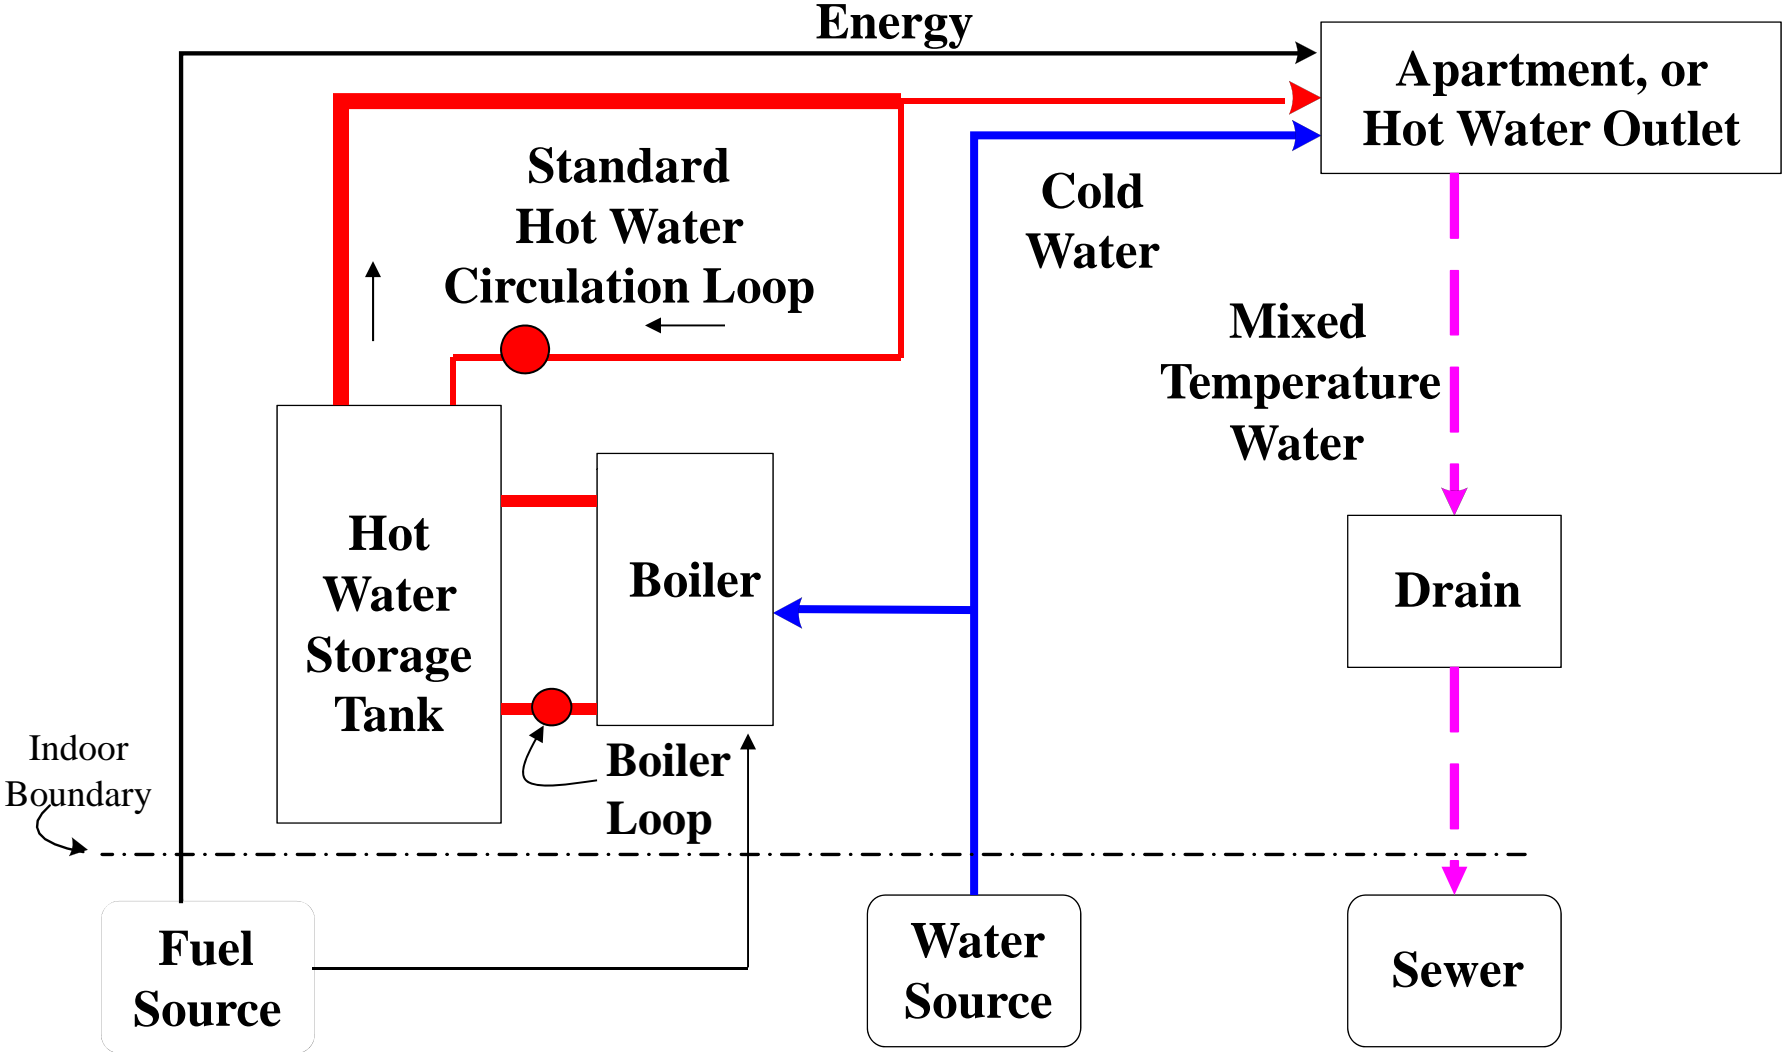 Energy
Apartment, or
Hot Water Outlet
Standard
Hot Water
Circulation Loop
Cold
Water
Mixed
Temperature
Water
Hot
Water
Storage
Tank
Boiler
Drain
Indoor
Boundary
Boiler
Loop
Fuel
Source
Water
Source
Sewer